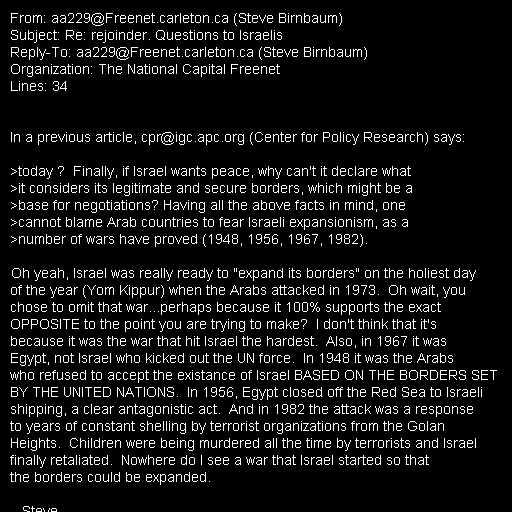 From: aa229@Freenet.carleton.ca (Steve Birnbaum)
Subject: Re: rejoinder. Questions to Israelis
Reply-To: aa229@Freenet.carleton.ca (Steve Birnbaum)
Organization: The National Capital Freenet
Lines: 34

In a previous article, cpr@igc.apc.org (Center for Policy Research) says:

>today ?  Finally, if Israel wants peace, why can't it declare what
>it considers its legitimate and secure borders, which might be a
>base for negotiations? Having all the above facts in mind, one
>cannot blame Arab countries to fear Israeli expansionism, as a
>number of wars have proved (1948, 1956, 1967, 1982).

Oh yeah, Israel was really ready to "expand its borders" on the holiest day
of the year (Yom Kippur) when the Arabs attacked in 1973.  Oh wait, you
chose to omit that war...perhaps because it 100% supports the exact
OPPOSITE to the point you are trying to make?  I don't think that it's
because it was the war that hit Israel the hardest.  Also, in 1967 it was
Egypt, not Israel who kicked out the UN force.  In 1948 it was the Arabs
who refused to accept the existance of Israel BASED ON THE BORDERS SET
BY THE UNITED NATIONS.  In 1956, Egypt closed off the Red Sea to Israeli
shipping, a clear antagonistic act.  And in 1982 the attack was a response
to years of constant shelling by terrorist organizations from the Golan
Heights.  Children were being murdered all the time by terrorists and Israel
finally retaliated.  Nowhere do I see a war that Israel started so that
the borders could be expanded.

Steve